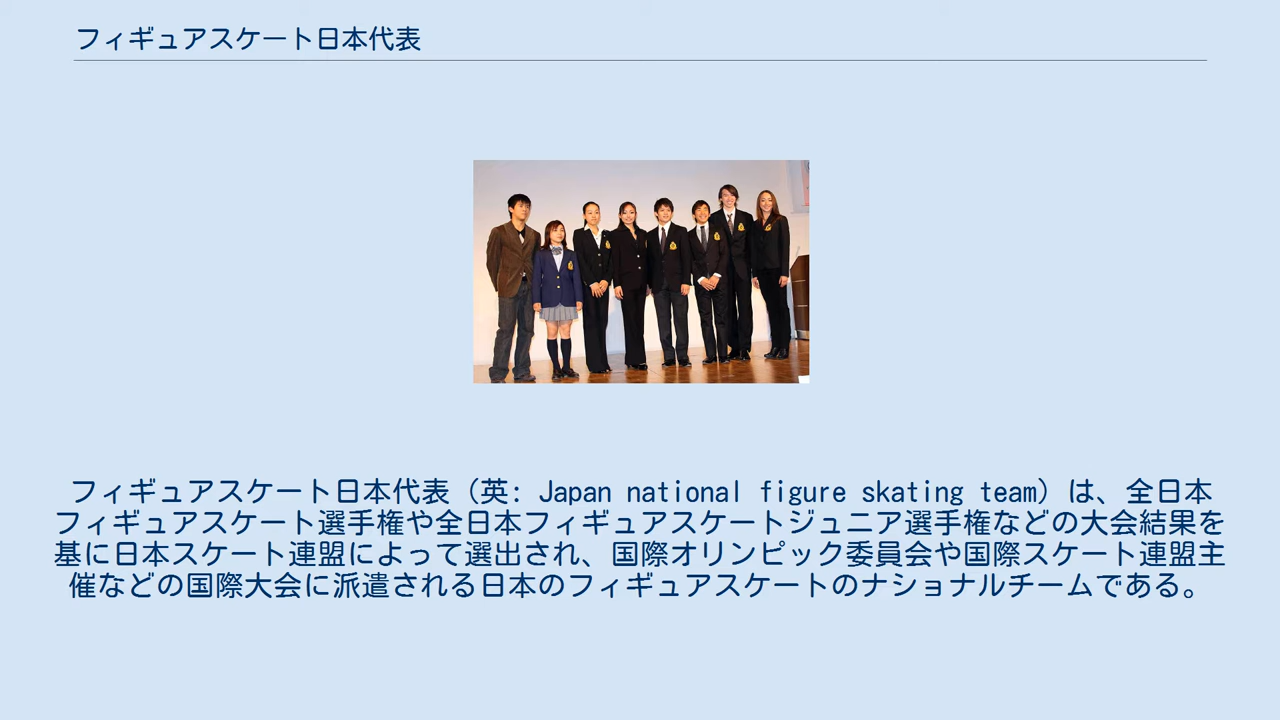 フィギュアスケート日本代表
フィギュアスケート日本代表（英: Japan national figure skating team）は、全日本
フィギュアスケート選手権や全日本フィギュアスケートジュニア選手権などの大会結果を
基に日本スケート連盟によって選出され、国際オリンピック委員会や国際スケート連盟主
催などの国際大会に派遣される日本のフィギュアスケートのナショナルチームである。